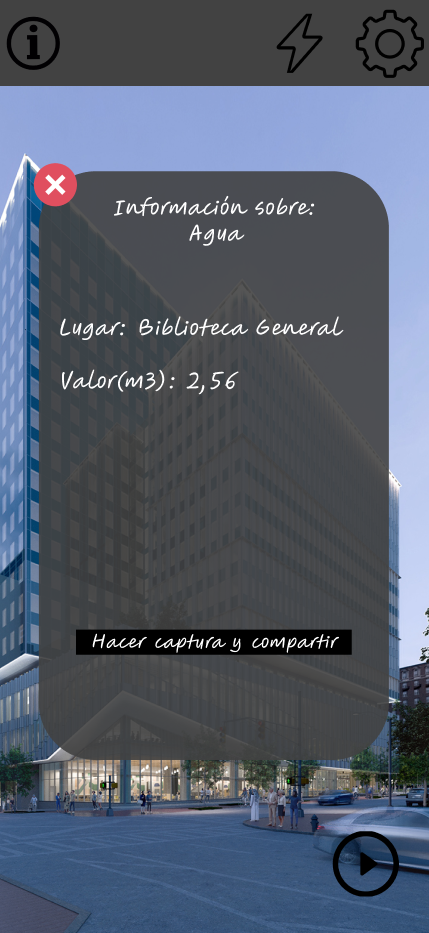 Información sobre:
Agua
Lugar: Biblioteca General
Valor(m3): 2,56
Hacer captura y compartir